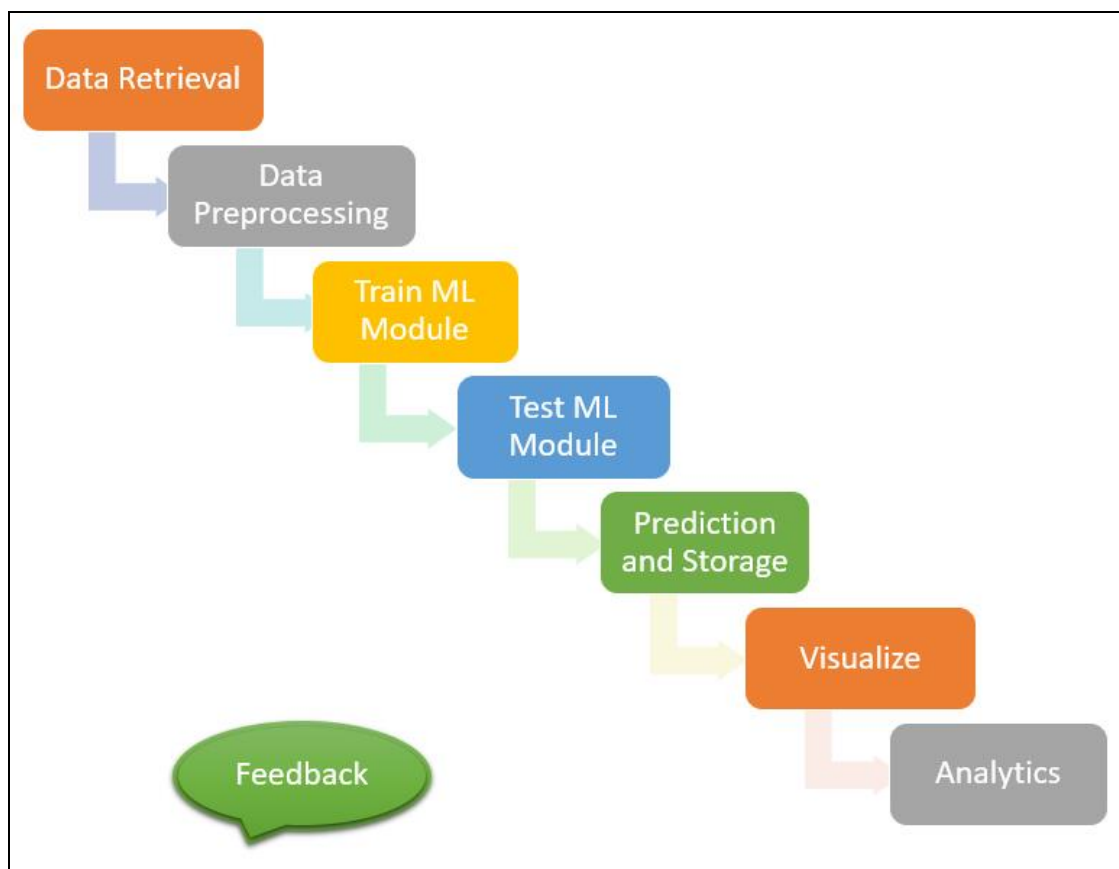 Data Retrieval
Data
Preprocessing
Train ML
Module
Test ML
Module
Prediction
and Storage
Visualize
Analytics
Feedback